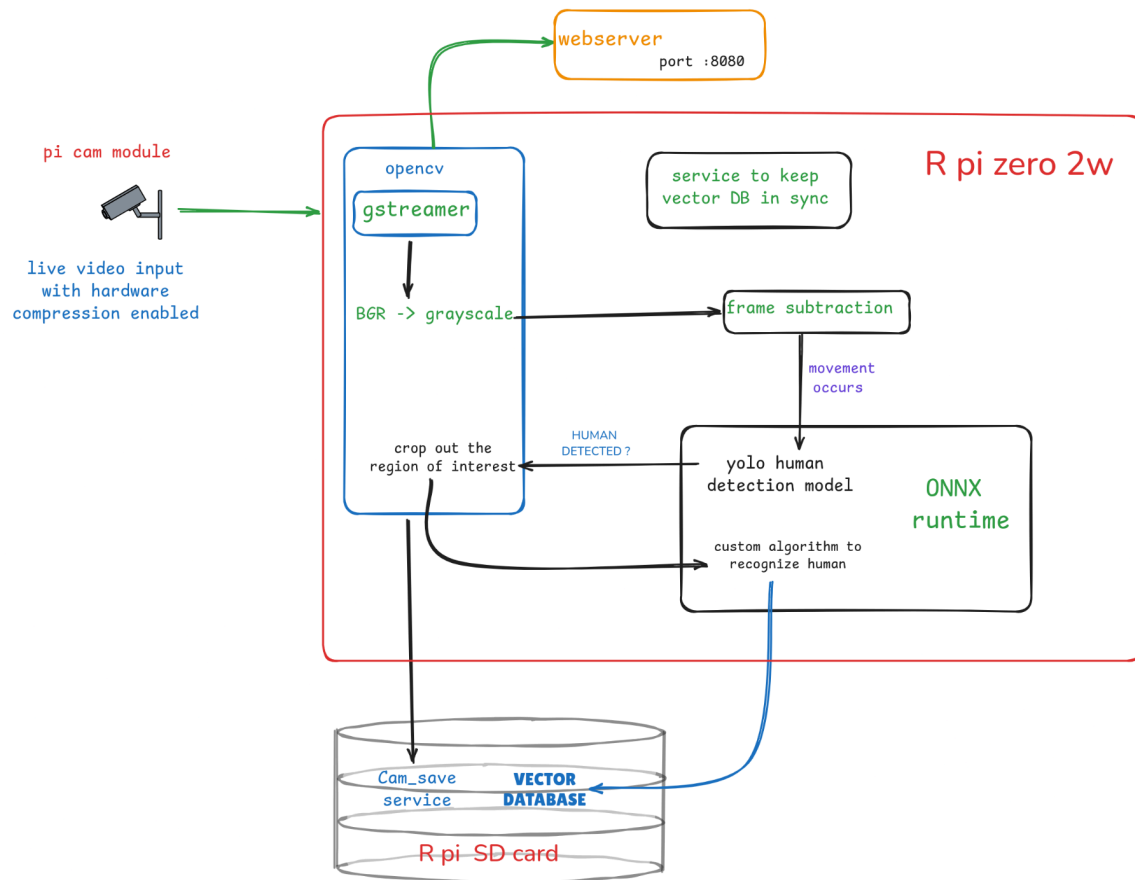 webserver
port :8080
pi cam module
live video input
with hardware
compression enabled
R pi zero 2w
opencv
gstreamer
BGR -> grayscale
service to keep
vector DB in sync
frame subtraction
movement
occurs
HUMAN
DETECTED ?
crop out the
region of interest
yolo human
detection model
ONNX
runtime
custom algorithm to
recognize human
Cam_save
service
VECTOR
DATABASE
R pi SD card